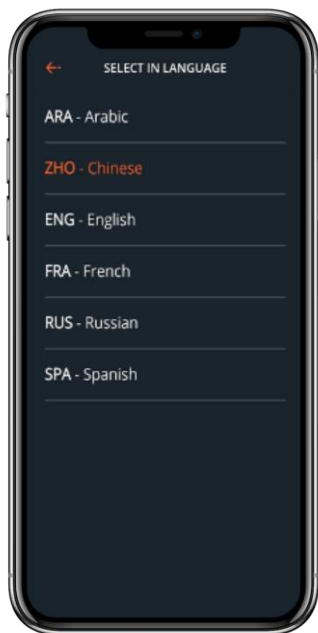 SELECT IN LANGUAGE
ARA - Arabic
ZHO - Chinese
ENG - English
FRA - French
RUS - Russian
SPA - Spanish